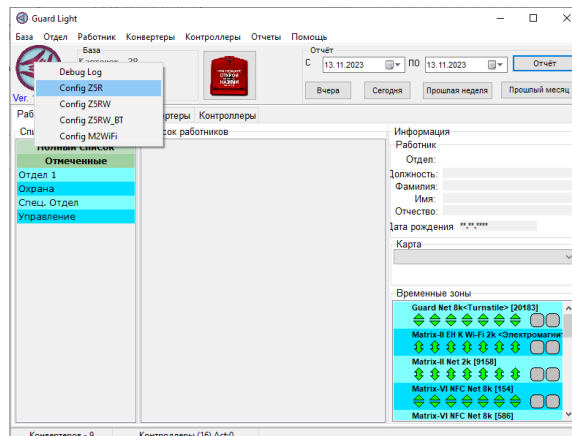 Guard Light
База Отдел Работник Конвертеры Контроллеры Отчеты Помощь
База
Карточек 38
Ver.
Debug Log
Config Z5R
Config Z5RW
Config Z5RW_BT
Config M2WiFi
Отчёт
С 13.11.2023 ПО 13.11.2023 Отчёт
Вчера Сегодня Прошлая неделя Прошлый месяц
Контроллеры
Полный список
Отмеченные
Отдел 1
Охрана
Спец. Отдел
Управление
работников
Информация
Работник
Отдел:
Должность:
Фамилия:
Имя:
Отчество:
Дата рождения **.**.****
Карта
Временные зоны
Guard Net 8k<Turnstile> [20183]
Matrix-II EH K Wi-Fi 2k <Электромагни
Matrix-II Net 2k [9158]
Matrix-VI NFC Net 8k [154]
Matrix-VI NFC Net 8k [586]
Конвертеров - 9 Контроллеры (16) Act:0